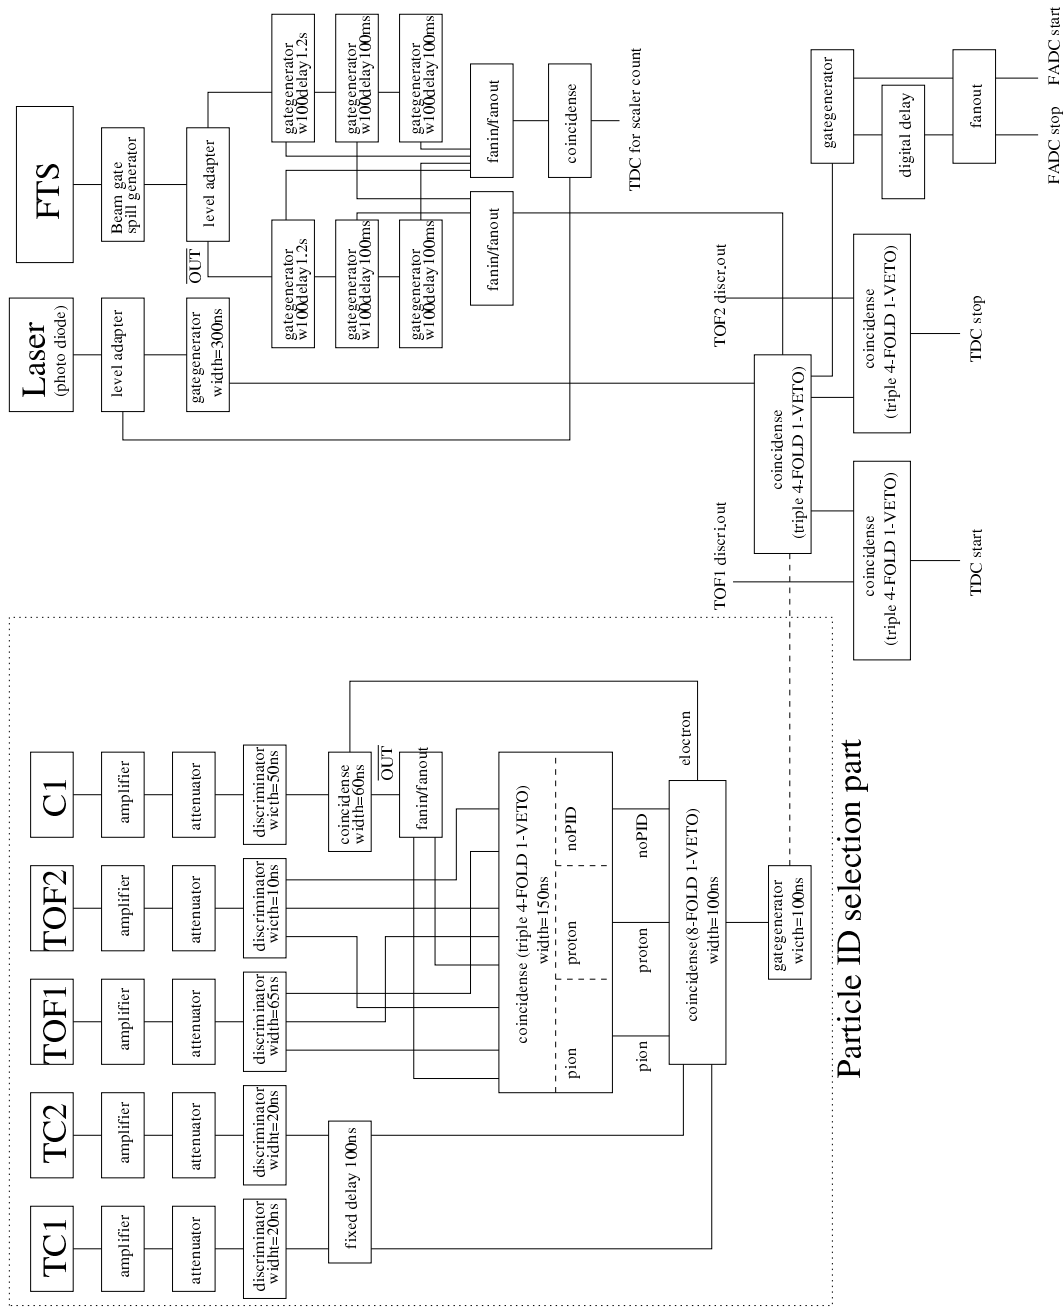 TC1
TC2
TOF1
TOF2
C1
Laser
(photo diode)
FTS
amplifier
amplifier
amplifier
amplifier
amplifier
level adapter
Beam gate
spill generator
attenuator
attenuator
attenuator
attenuator
attenuator
gategenerator
width=300ns
OUT
level adapter
discriminator
widht=20ns
discriminator
widht=20ns
discriminator
width=65ns
discriminator
wicth=10ns
discriminator
wicth=50ns
gategenerator
w100delay1.2s
gategenerator
w100delay1.2s
fixed delay 100ns
coincidense
width=60ns
gategenerator
w100delay100ms
gategenerator
w100delay100ms
OUT
fanin/fanout
gategenerator
w100delay100ms
gategenerator
w100delay100ms
fanin/fanout
fanin/fanout
coincidense (triple 4-FOLD 1-VETO)
width=150ns
pion
proton
noPID
coincidense
TDC for scaler count
pion
proton
noPID
eloctron
coincidense(8-FOLD 1-VETO)
width=100ns
TOF1 discri.out
TOF2 discri.out
gategenerator
wicth=100ns
coincidense
(triple 4-FOLD 1-VETO)
Particle ID selection part
gategenerator
coincidense
(triple 4-FOLD 1-VETO)
coincidense
(triple 4-FOLD 1-VETO)
digital delay
TDC start
TDC stop
fanout
FADC stop
FADC start